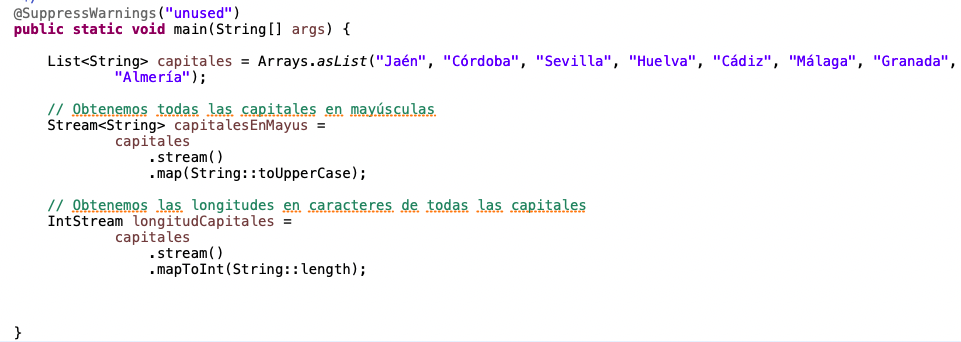 */
@SuppressWarnings("unused")
public static void main(String[] args) {
List<String> capitales = Arrays.asList("Jaén", "Córdoba", "Sevilla", "Huelva", "Cádiz", "Málaga", "Granada",
"Almería");
// Obtenemos todas las capitales en mayúsculas
Stream<String> capitalesEnMayus =
capitales
.stream()
.map(String::toUpperCase);
// Obtenemos las longitudes en caracteres de todas las capitales
IntStream longitudCapitales =
capitales
.stream()
.mapToInt(String::length);
}